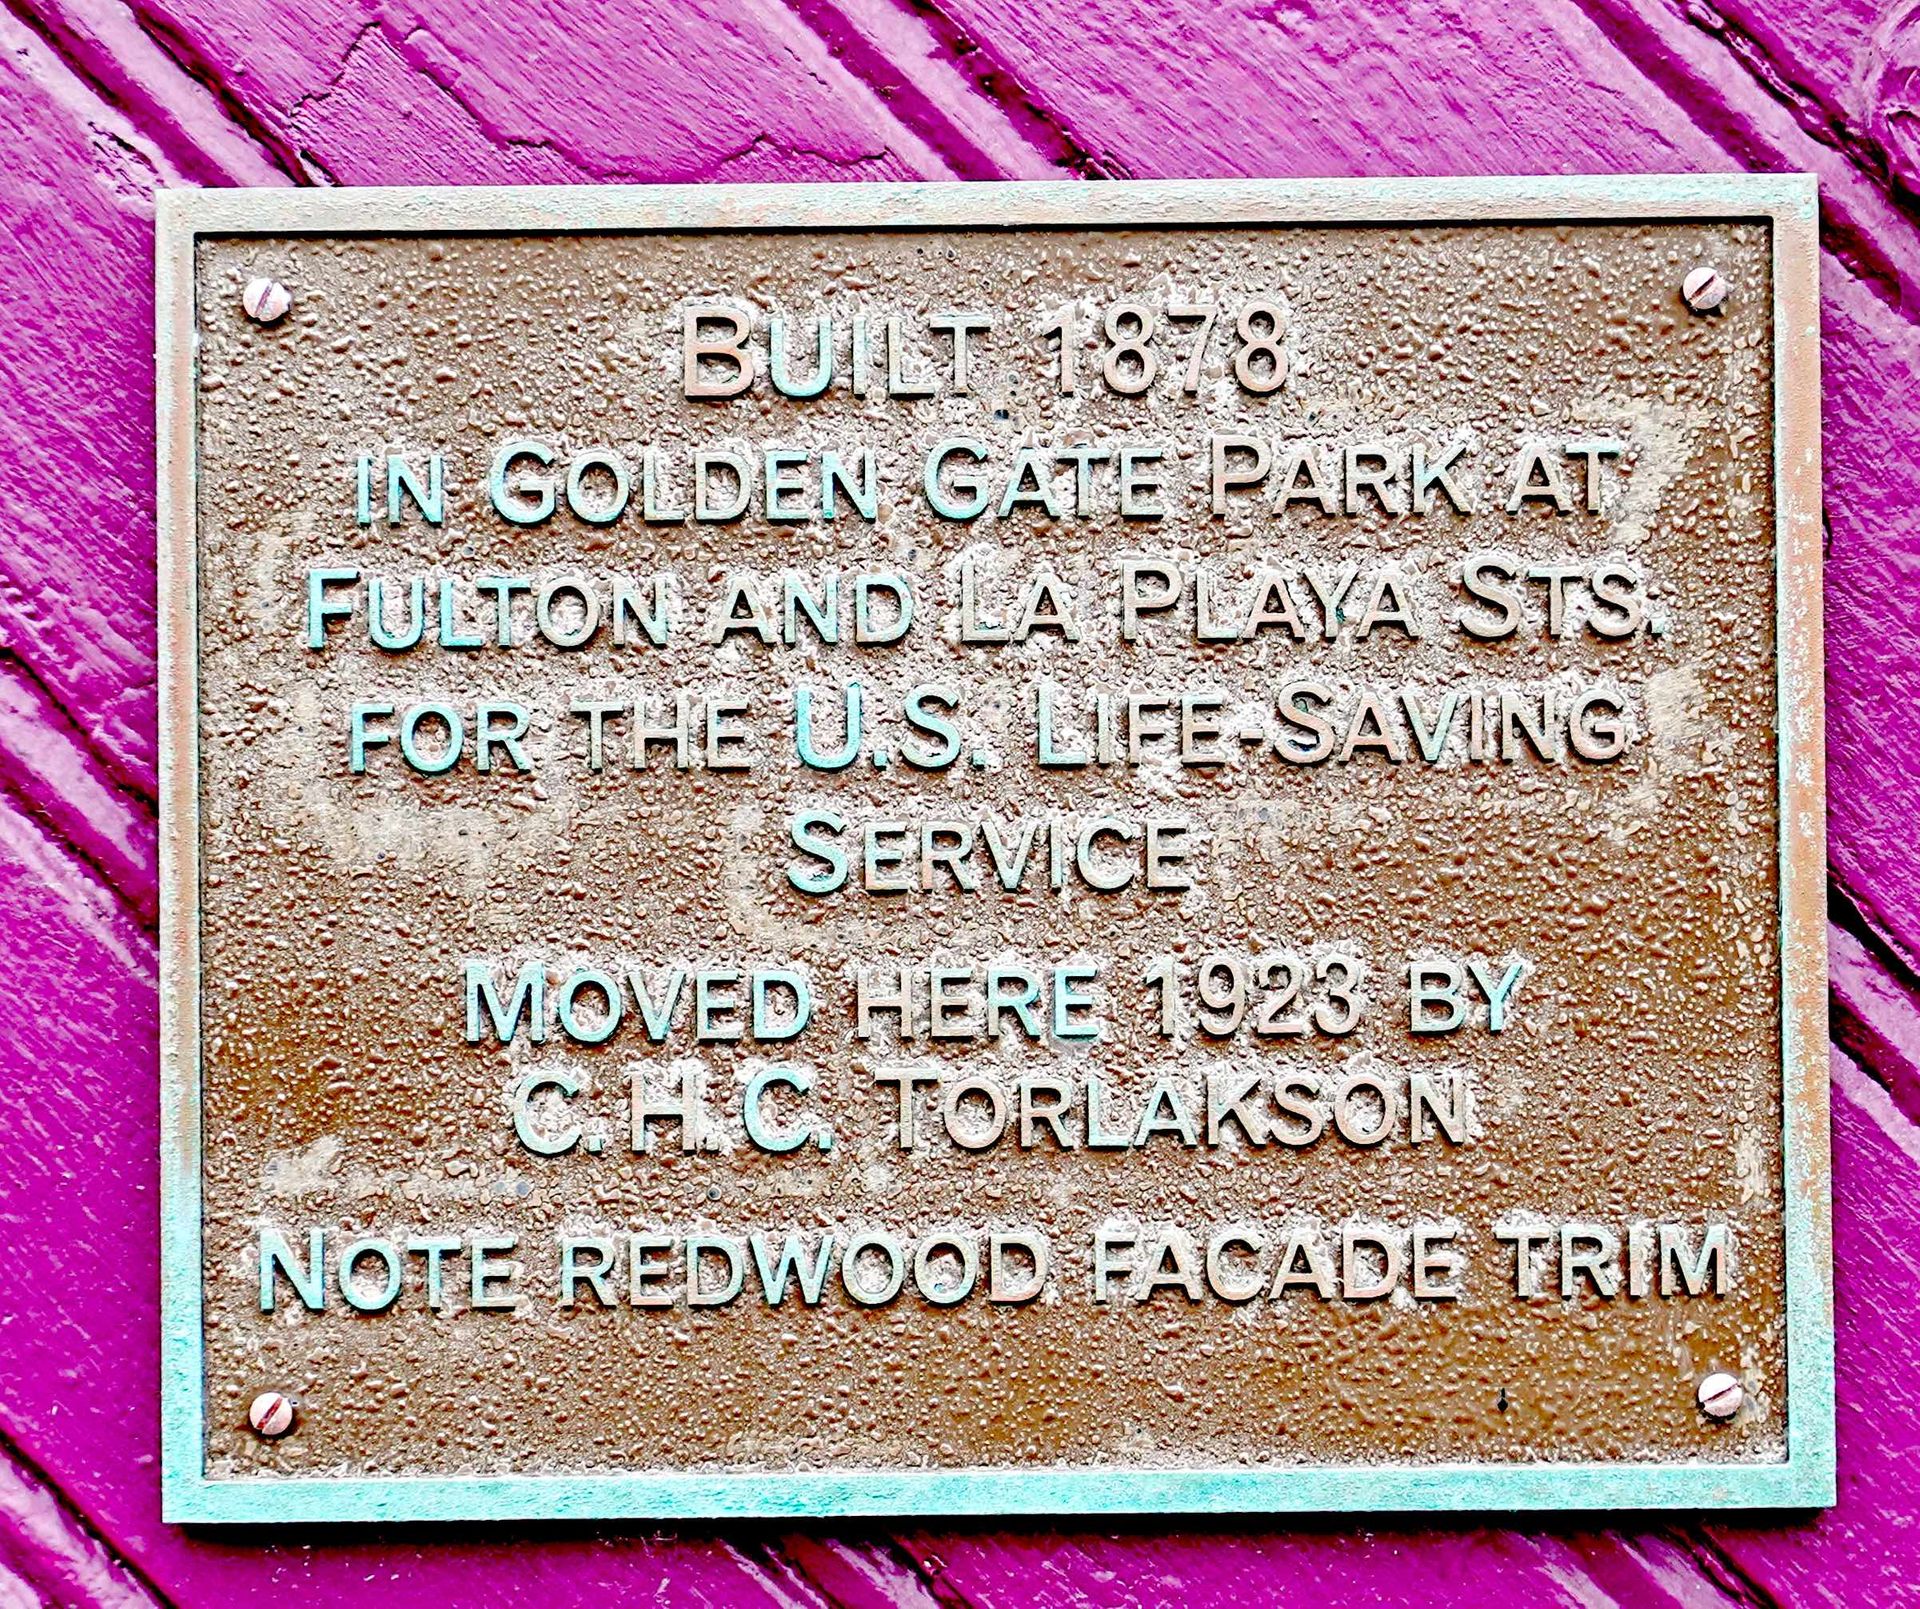 BUILT 1878
IN GOLDEN GATE PARK AT
FULTON AND LA PLAYA STS.
FOR THE U.S. LIFE-SAVING
SERVICE
MOVED HERE 1923 BY
C.H.C. TORLAKSON
NOTE REDWOOD FACADE TRIM